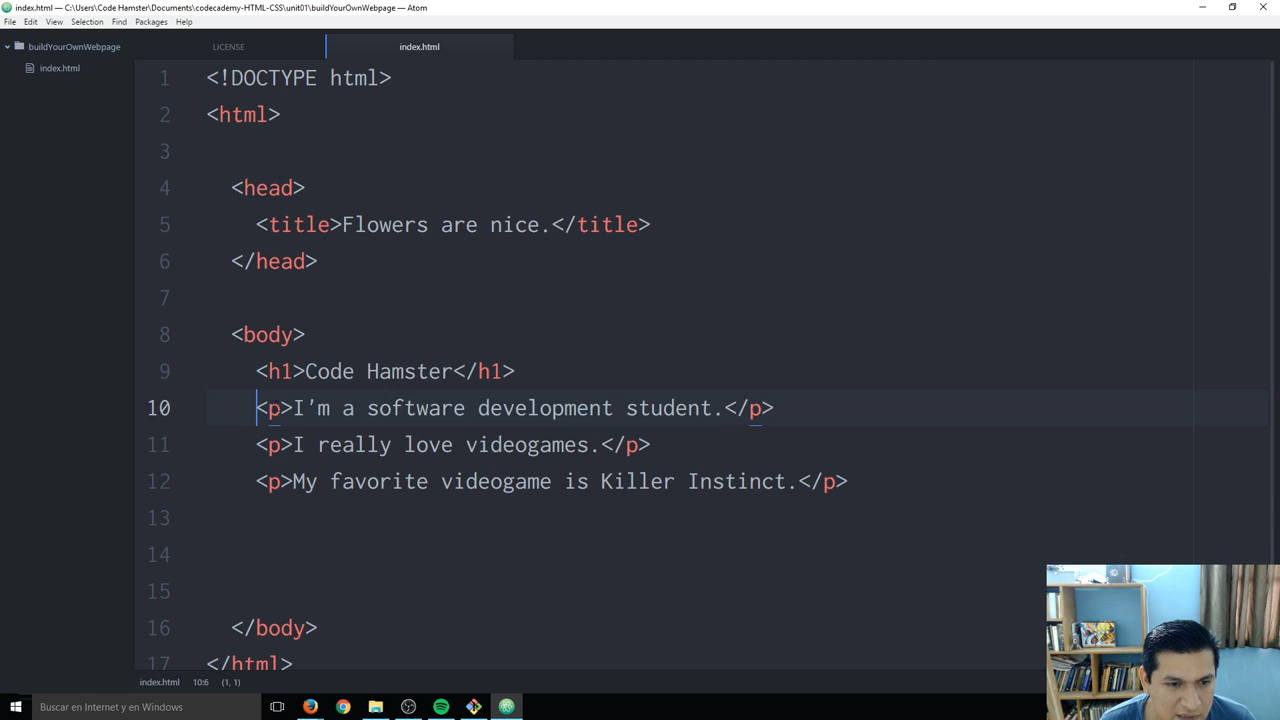 index.html — C:\Users\Code Hamster\Documents\codecademy-HTML-CSS\unit01\buildYourOwnWebpage — Atom
File Edit View Selection Find Packages Help
buildYourOwnWebpage
index.html
LICENSE
index.html
1 <!DOCTYPE html>
2 <html>
3
4 <head>
5 <title>Flowers are nice.</title>
6 </head>
7
8 <body>
9 <h1>Code Hamster</h1>
10 <p>I'm a software development student.</p>
11 <p>I really love videogames.</p>
12 <p>My favorite videogame is Killer Instinct.</p>
13
14
15
16 </body>
17 </html>
index.html 10:6 (1, 1)
Buscar en Internet y en Windows